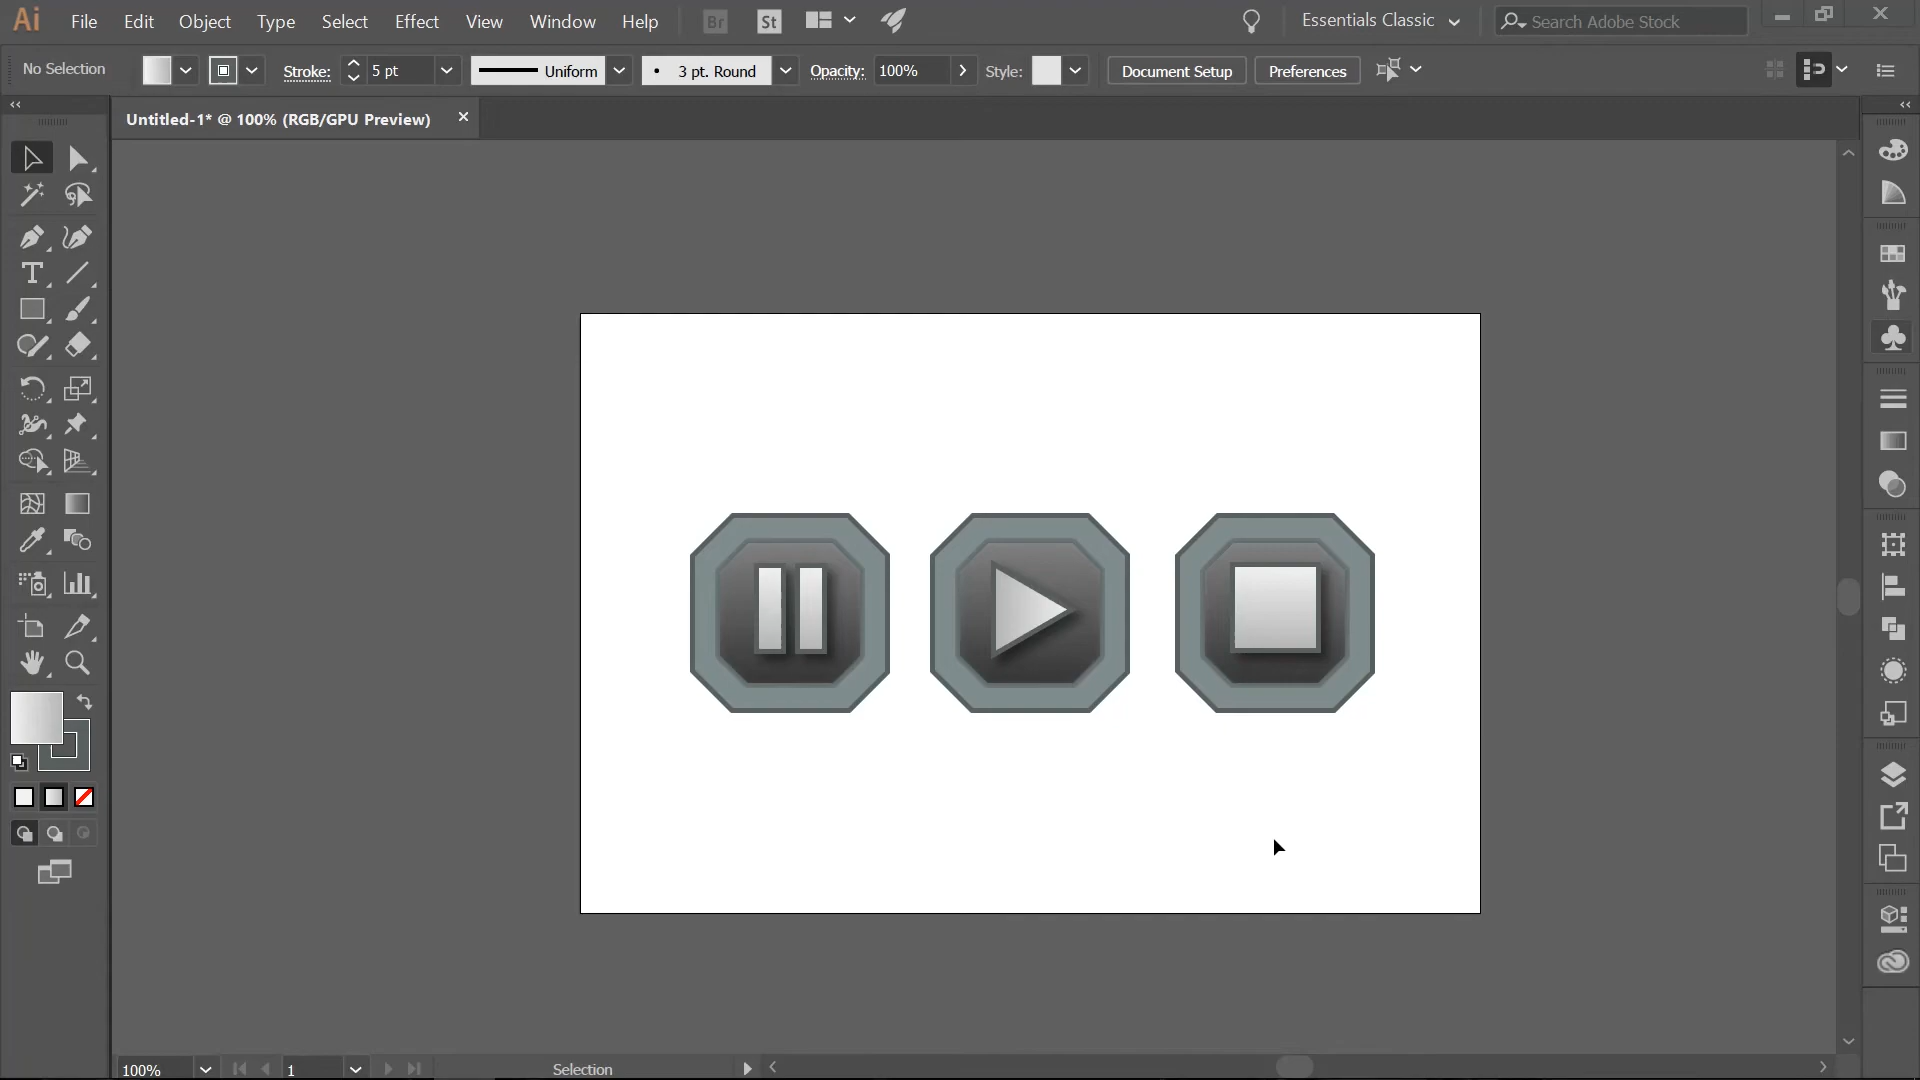 Ai File Edit Object Type Select Effect View Window Help Br St Essentials Classic Search Adobe Stock
No Selection Stroke: 5 pt Uniform 3 pt. Round Opacity: 100% Style: Document Setup Preferences
Untitled-1* @ 100% (RGB/GPU Preview)
T
100% 1 Selection